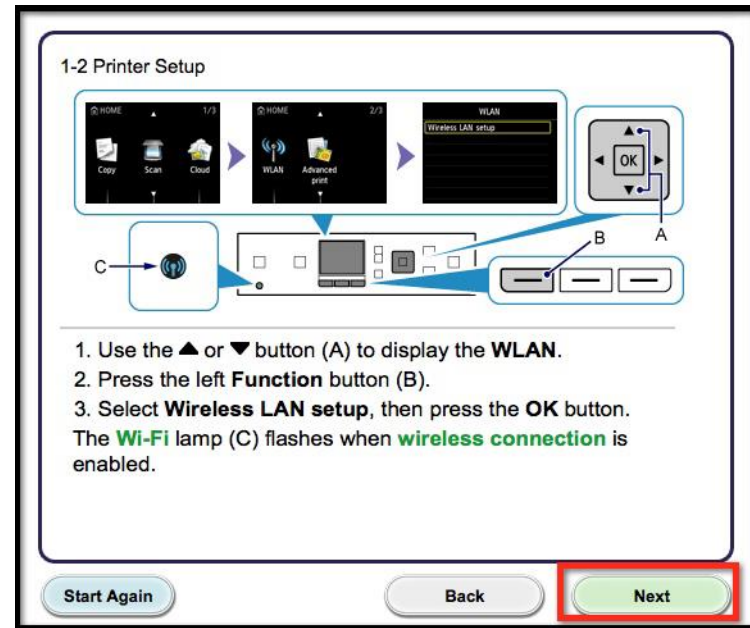 1-2 Printer Setup
HOME 1/3
Copy Scan Cloud
HOME 2/3
WLAN Advanced
print
WLAN
Wireless LAN setup
OK
A
B
C
1. Use the ▲ or ▼ button (A) to display the WLAN.
2. Press the left Function button (B).
3. Select Wireless LAN setup, then press the OK button.
The Wi-Fi lamp (C) flashes when wireless connection is
enabled.
Start Again Back Next